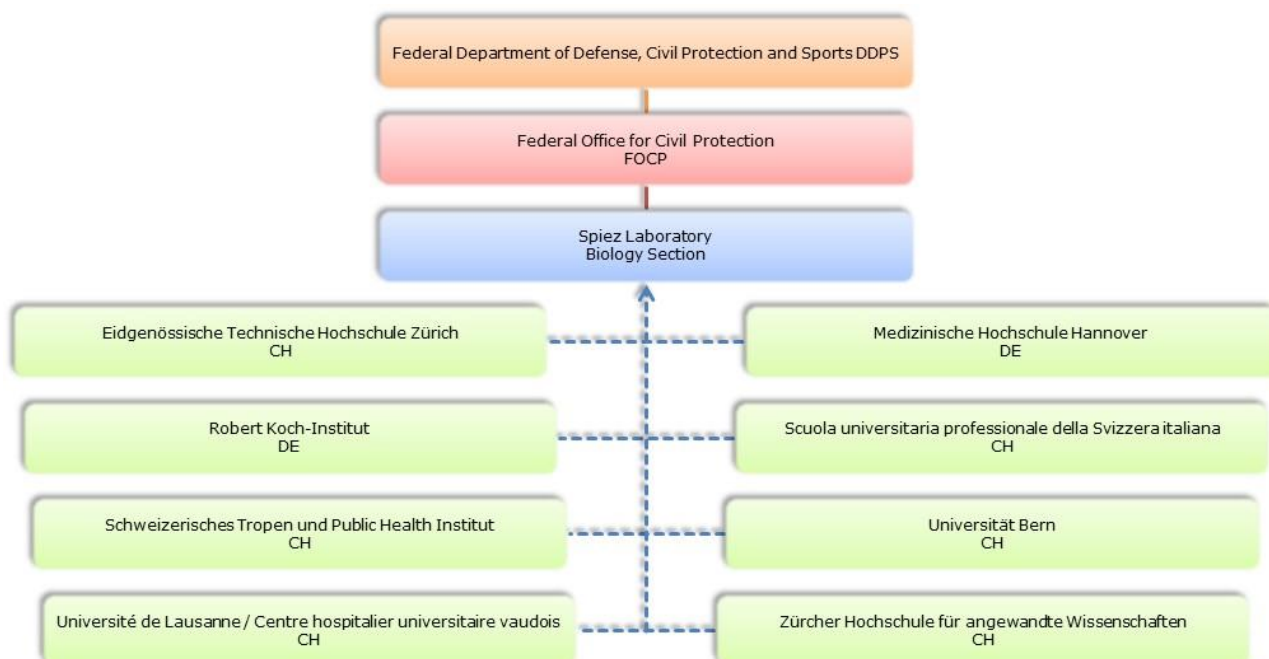 Federal Department of Defense, Civil Protection and Sports DDPS
Federal Office for Civil Protection
FOCP
Spiez Laboratory
Biology Section
Eidgenössische Technische Hochschule Zürich
CH
Medizinische Hochschule Hannover
DE
Robert Koch-Institut
DE
Scuola universitaria professionale della Svizzera italiana
CH
Schweizerisches Tropen und Public Health Institut
CH
Universität Bern
CH
Université de Lausanne / Centre hospitalier universitaire vaudois
CH
Zürcher Hochschule für angewandte Wissenschaften
CH